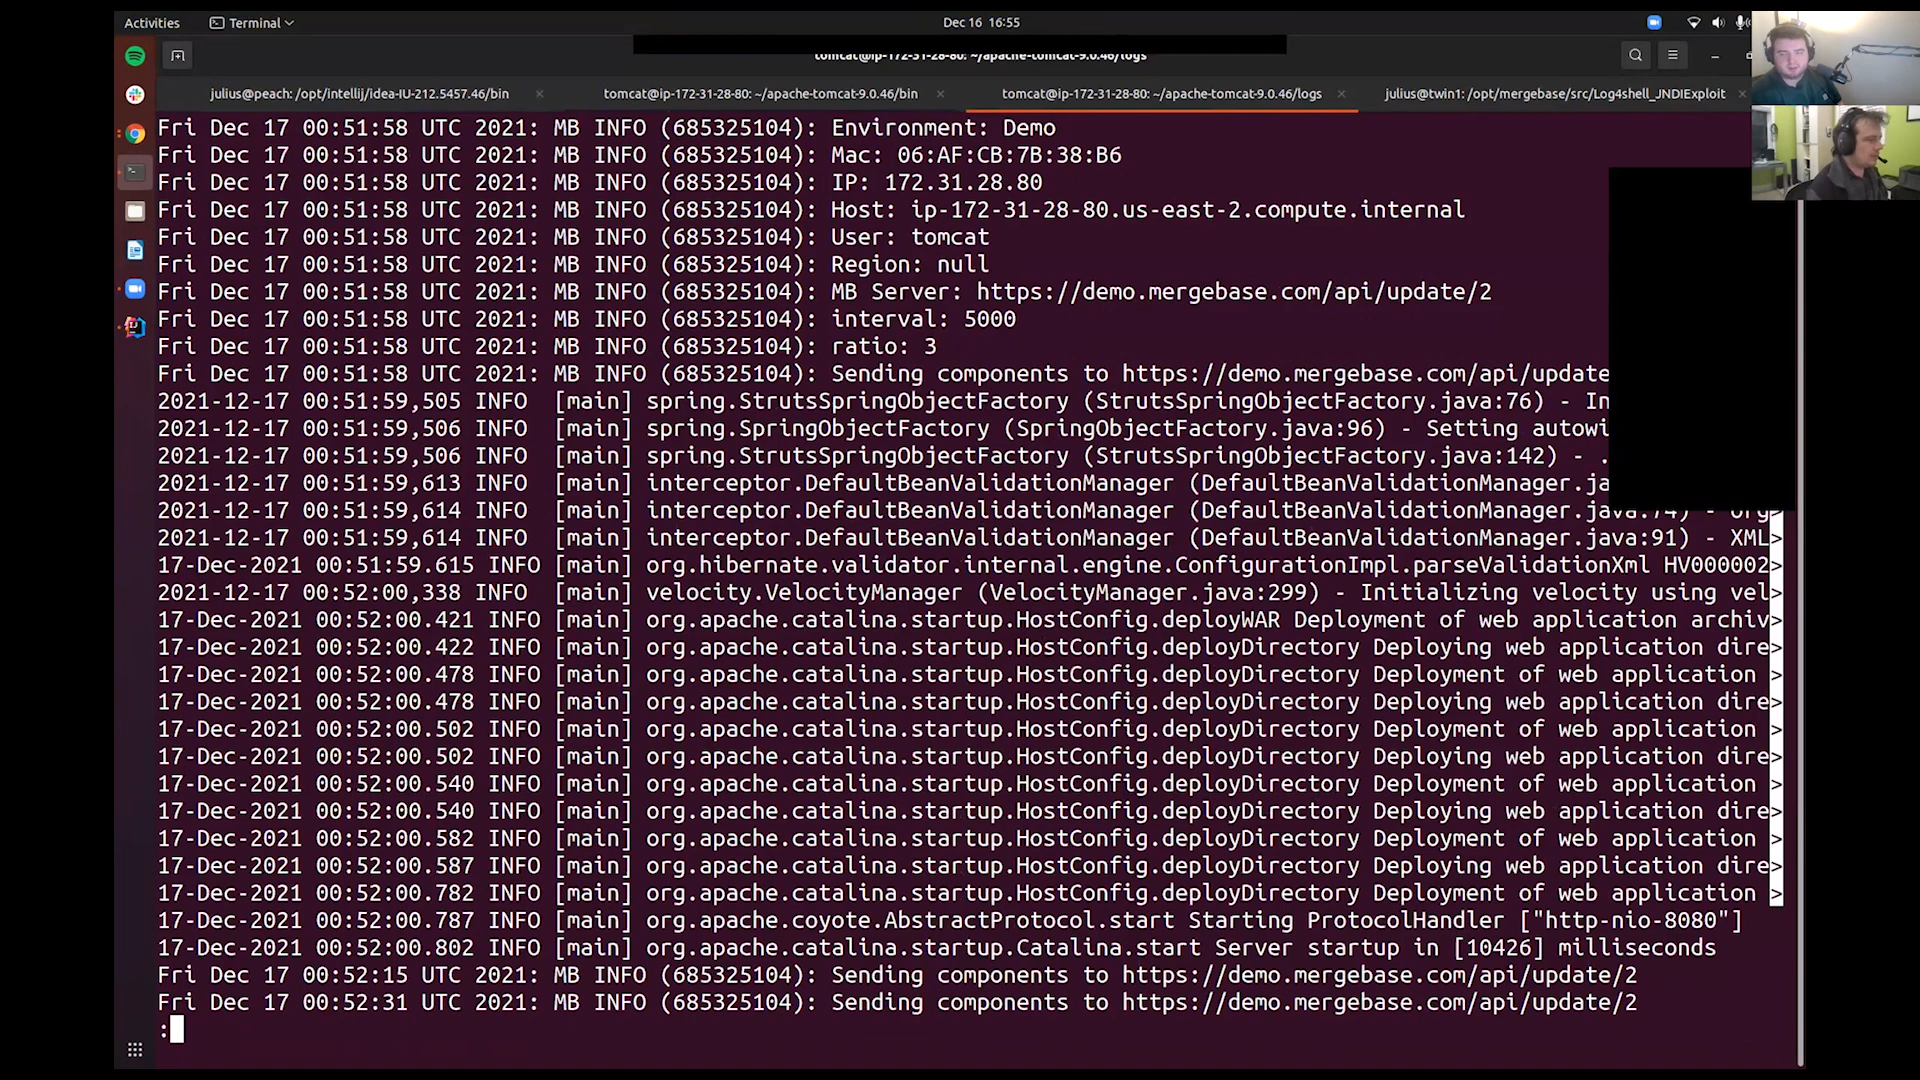 Activities Terminal Dec 16 16:55
tomcat@ip-172-31-28-80: ~/apache-tomcat-9.0.46/logs
julius@peach: /opt/intellij/idea-IU-212.5457.46/bin tomcat@ip-172-31-28-80: ~/apache-tomcat-9.0.46/bin tomcat@ip-172-31-28-80: ~/apache-tomcat-9.0.46/logs julius@twin1: /opt/mergebase/src/Log4shell_JNDIExploit
Fri Dec 17 00:51:58 UTC 2021: MB INFO (685325104): Environment: Demo
Fri Dec 17 00:51:58 UTC 2021: MB INFO (685325104): Mac: 06:AF:CB:7B:38:B6
Fri Dec 17 00:51:58 UTC 2021: MB INFO (685325104): IP: 172.31.28.80
Fri Dec 17 00:51:58 UTC 2021: MB INFO (685325104): Host: ip-172-31-28-80.us-east-2.compute.internal
Fri Dec 17 00:51:58 UTC 2021: MB INFO (685325104): User: tomcat
Fri Dec 17 00:51:58 UTC 2021: MB INFO (685325104): Region: null
Fri Dec 17 00:51:58 UTC 2021: MB INFO (685325104): MB Server: https://demo.mergebase.com/api/update/2
Fri Dec 17 00:51:58 UTC 2021: MB INFO (685325104): interval: 5000
Fri Dec 17 00:51:58 UTC 2021: MB INFO (685325104): ratio: 3
Fri Dec 17 00:51:58 UTC 2021: MB INFO (685325104): Sending components to https://demo.mergebase.com/api/update
2021-12-17 00:51:59,505 INFO [main] spring.StrutsSpringObjectFactory (StrutsSpringObjectFactory.java:76) - In
2021-12-17 00:51:59,506 INFO [main] spring.SpringObjectFactory (SpringObjectFactory.java:96) - Setting autowi
2021-12-17 00:51:59,506 INFO [main] spring.StrutsSpringObjectFactory (StrutsSpringObjectFactory.java:142) - .
2021-12-17 00:51:59,613 INFO [main] interceptor.DefaultBeanValidationManager (DefaultBeanValidationManager.ja
2021-12-17 00:51:59,614 INFO [main] interceptor.DefaultBeanValidationManager (DefaultBeanValidationManager.java:74) - org>
2021-12-17 00:51:59,614 INFO [main] interceptor.DefaultBeanValidationManager (DefaultBeanValidationManager.java:91) - XML>
17-Dec-2021 00:51:59.615 INFO [main] org.hibernate.validator.internal.engine.ConfigurationImpl.parseValidationXml HV000002>
2021-12-17 00:52:00,338 INFO [main] velocity.VelocityManager (VelocityManager.java:299) - Initializing velocity using vel>
17-Dec-2021 00:52:00.421 INFO [main] org.apache.catalina.startup.HostConfig.deployWAR Deployment of web application archiv>
17-Dec-2021 00:52:00.422 INFO [main] org.apache.catalina.startup.HostConfig.deployDirectory Deploying web application dire>
17-Dec-2021 00:52:00.478 INFO [main] org.apache.catalina.startup.HostConfig.deployDirectory Deployment of web application >
17-Dec-2021 00:52:00.478 INFO [main] org.apache.catalina.startup.HostConfig.deployDirectory Deploying web application dire>
17-Dec-2021 00:52:00.502 INFO [main] org.apache.catalina.startup.HostConfig.deployDirectory Deployment of web application >
17-Dec-2021 00:52:00.502 INFO [main] org.apache.catalina.startup.HostConfig.deployDirectory Deploying web application dire>
17-Dec-2021 00:52:00.540 INFO [main] org.apache.catalina.startup.HostConfig.deployDirectory Deployment of web application >
17-Dec-2021 00:52:00.540 INFO [main] org.apache.catalina.startup.HostConfig.deployDirectory Deploying web application dire>
17-Dec-2021 00:52:00.582 INFO [main] org.apache.catalina.startup.HostConfig.deployDirectory Deployment of web application >
17-Dec-2021 00:52:00.587 INFO [main] org.apache.catalina.startup.HostConfig.deployDirectory Deploying web application dire>
17-Dec-2021 00:52:00.782 INFO [main] org.apache.catalina.startup.HostConfig.deployDirectory Deployment of web application >
17-Dec-2021 00:52:00.787 INFO [main] org.apache.coyote.AbstractProtocol.start Starting ProtocolHandler ["http-nio-8080"]
17-Dec-2021 00:52:00.802 INFO [main] org.apache.catalina.startup.Catalina.start Server startup in [10426] milliseconds
Fri Dec 17 00:52:15 UTC 2021: MB INFO (685325104): Sending components to https://demo.mergebase.com/api/update/2
Fri Dec 17 00:52:31 UTC 2021: MB INFO (685325104): Sending components to https://demo.mergebase.com/api/update/2
: